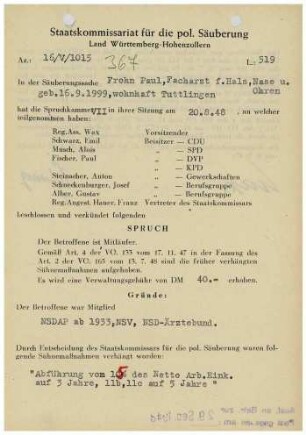 Staatskommissariat für die pol. Säuberung
Land Württemberg-Hohenzollern
Az.: 16/V/1015
367
L: 519
In der Säuberungssache: Frohn Paul, Facharzt f. Hals, Nase u. Ohren
geb. 16.9.1999, wohnhaft Tuttlingen
hat die Spruchkammer VII in ihrer Sitzung am 20.8.48, an welcher
teilgenommen haben:
Reg.Ass. Wax Vorsitzender
Schwarz, Emil Beisitzer — CDU
Munch, Alois „ — SPD
Fischer, Paul „ — DVP
„ — KPD
Steinacher, Anton „ — Gewerkschaften
Schneckenburger, Josef „ — Berufsgruppe
Alber, Gustav „ — Berufsgruppe
Reg.Angest. Hauer, Franz Vertreter des Staatskommissars
beschlossen und verkündet folgenden
SPRUCH
Der Betroffene ist Mitläufer.
Gemäß Art. 4 der VO. 133 vom 17. 11. 47 in der Fassung des
Art. 2 der VO. 165 vom 13. 7. 48 sind die früher verhängten
Sühnemaßnahmen aufgehoben.
Es wird eine Verwaltungsgebühr von DM 40.— erhoben.
Gründe:
Der Betroffene war Mitglied
NSDAP ab 1933, NSV, NSD-Ärztebund.
Durch Entscheidung des Staatskommissars für die pol. Säuberung waren folgende Sühnemaßnahmen verhängt worden:
"Abführung vom 15 des Netto Arb.Eink.
auf 3 Jahre, 11b, 11c auf 5 Jahre "